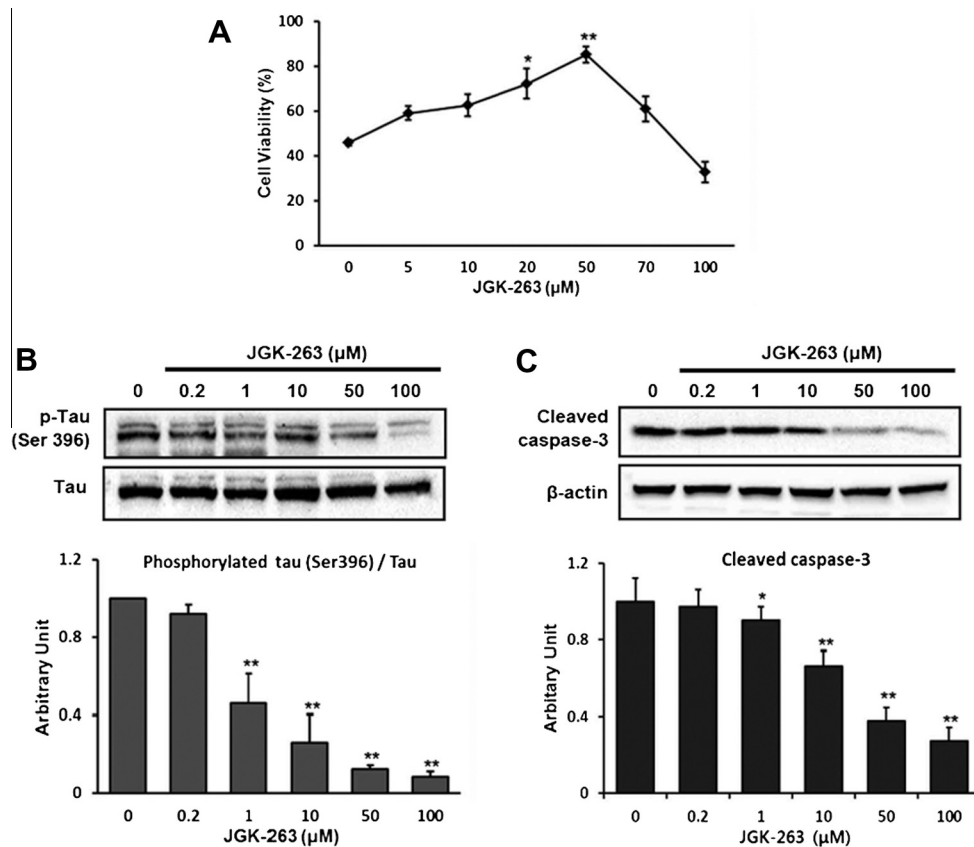 A
Cell Viability (%)
100
80
60
40
20
0
*
**
0 5 10 20 50 70 100
JGK-263 (µM)
B
JGK-263 (µM)
0 0.2 1 10 50 100
p-Tau
(Ser 396)
Tau
Phosphorylated tau (Ser396) / Tau
Arbitrary Unit
1.2
0.8
0.4
0
**
**
**
**
0 0.2 1 10 50 100
JGK-263 (µM)
C
JGK-263 (µM)
0 0.2 1 10 50 100
Cleaved
caspase-3
β-actin
Cleaved caspase-3
Arbitary Unit
1.2
0.8
0.4
0
*
**
**
**
0 0.2 1 10 50 100
JGK-263 (µM)